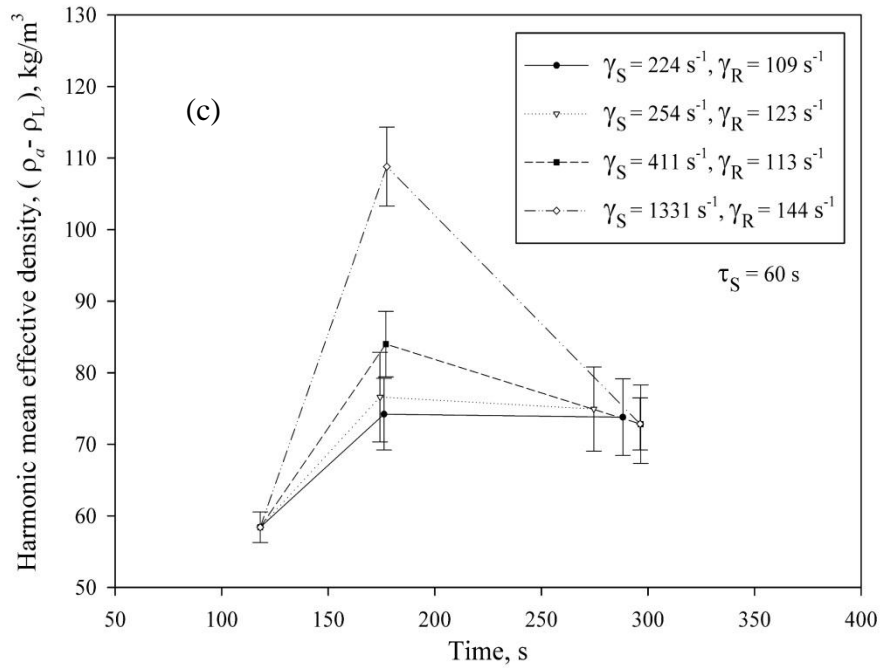 Harmonic mean effective density, (ρa- ρL), kg/m³
130
120
110
100
90
80
70
60
50
(c)
γS = 224 s⁻¹, γR = 109 s⁻¹
γS = 254 s⁻¹, γR = 123 s⁻¹
γS = 411 s⁻¹, γR = 113 s⁻¹
γS = 1331 s⁻¹, γR = 144 s⁻¹
τS = 60 s
50 100 150 200 250 300 350 400
Time, s